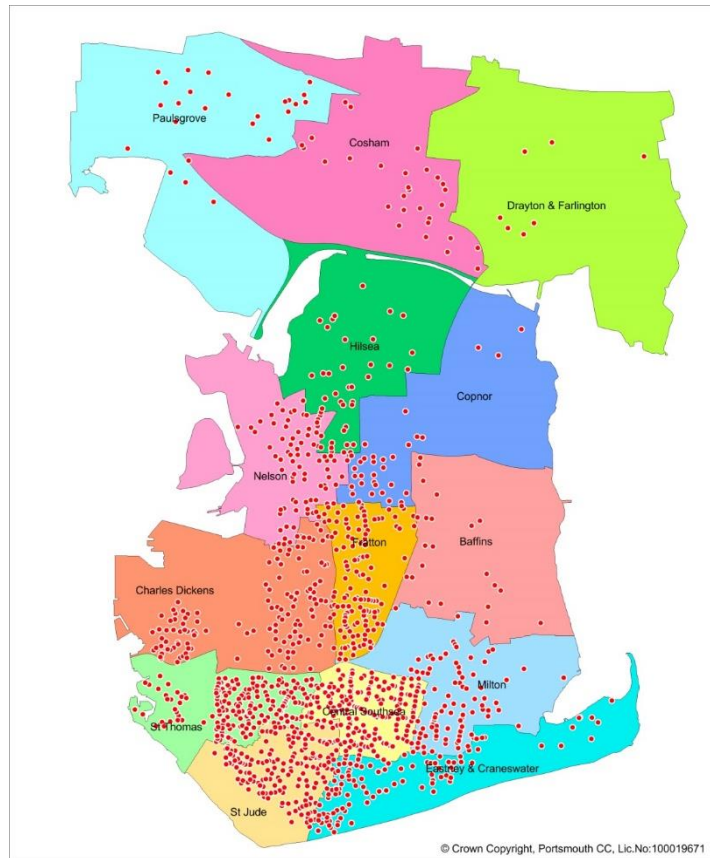 Paulsgrove
Cosham
Drayton & Farlington
Hilsea
Copnor
Nelson
Fratton
Baffins
Charles Dickens
Milton
Central Southsea
St Thomas
Eastney & Craneswater
St Jude
© Crown Copyright, Portsmouth CC, Lic.No:100019671